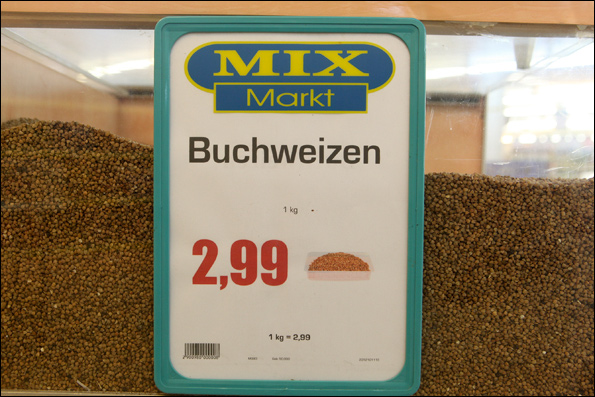 MIX
Markt
Buchweizen
1 kg
2,99
1 kg = 2,99